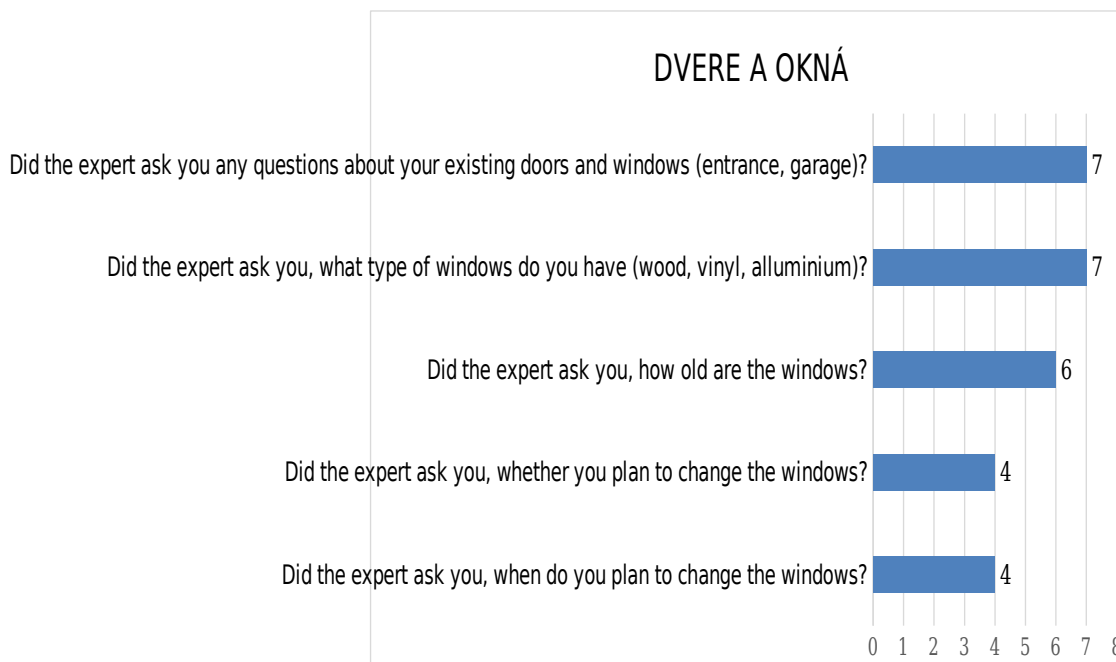 DVERE A OKNÁ
Did the expert ask you any questions about your existing doors and windows (entrance, garage)? 7
Did the expert ask you, what type of windows do you have (wood, vinyl, alluminium)? 7
Did the expert ask you, how old are the windows? 6
Did the expert ask you, whether you plan to change the windows? 4
Did the expert ask you, when do you plan to change the windows? 4
0 1 2 3 4 5 6 7 8